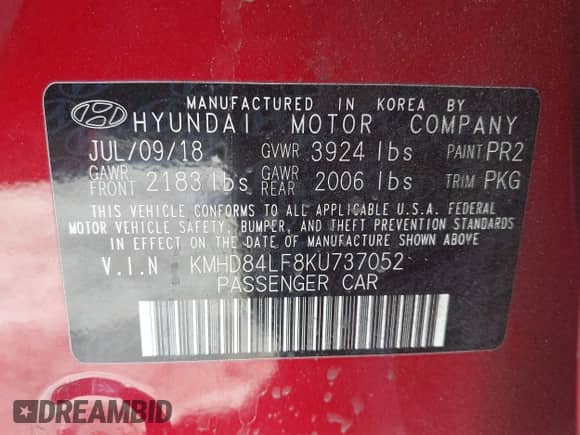 MANUFACTURED IN KOREA BY
HYUNDAI MOTOR COMPANY
JUL/09/18 GVWR 3924 lbs PAINT PR2
GAWR FRONT 2183 lbs GAWR REAR 2006 lbs TRIM PKG
THIS VEHICLE CONFORMS TO ALL APPLICABLE U.S.A. FEDERAL
MOTOR VEHICLE SAFETY, BUMPER, AND THEFT PREVENTION STANDARDS
IN EFFECT ON THE DATE OF MANUFACTURE SHOWN ABOVE.
V.I.N KMHD84LF8KU737052
PASSENGER CAR
DREAMBID